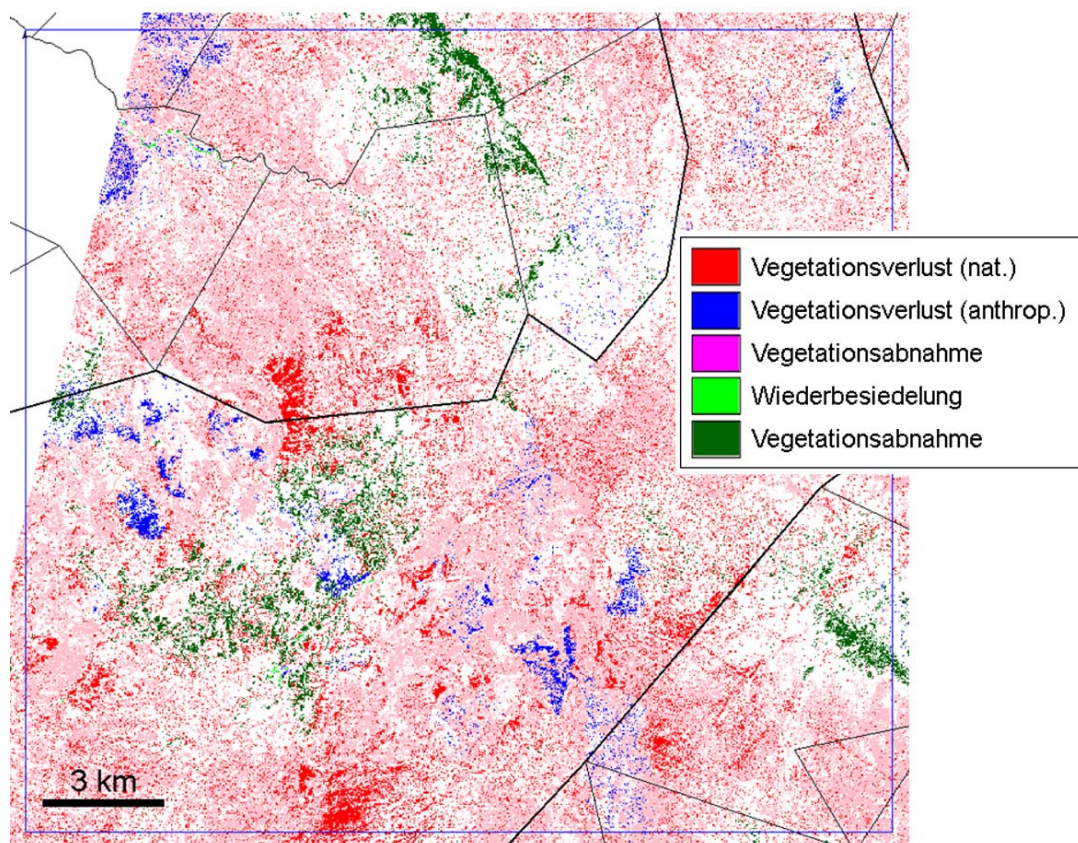 Vegetationsverlust (nat.)
Vegetationsverlust (anthrop.)
Vegetationsabnahme
Wiederbesiedelung
Vegetationsabnahme
3 km